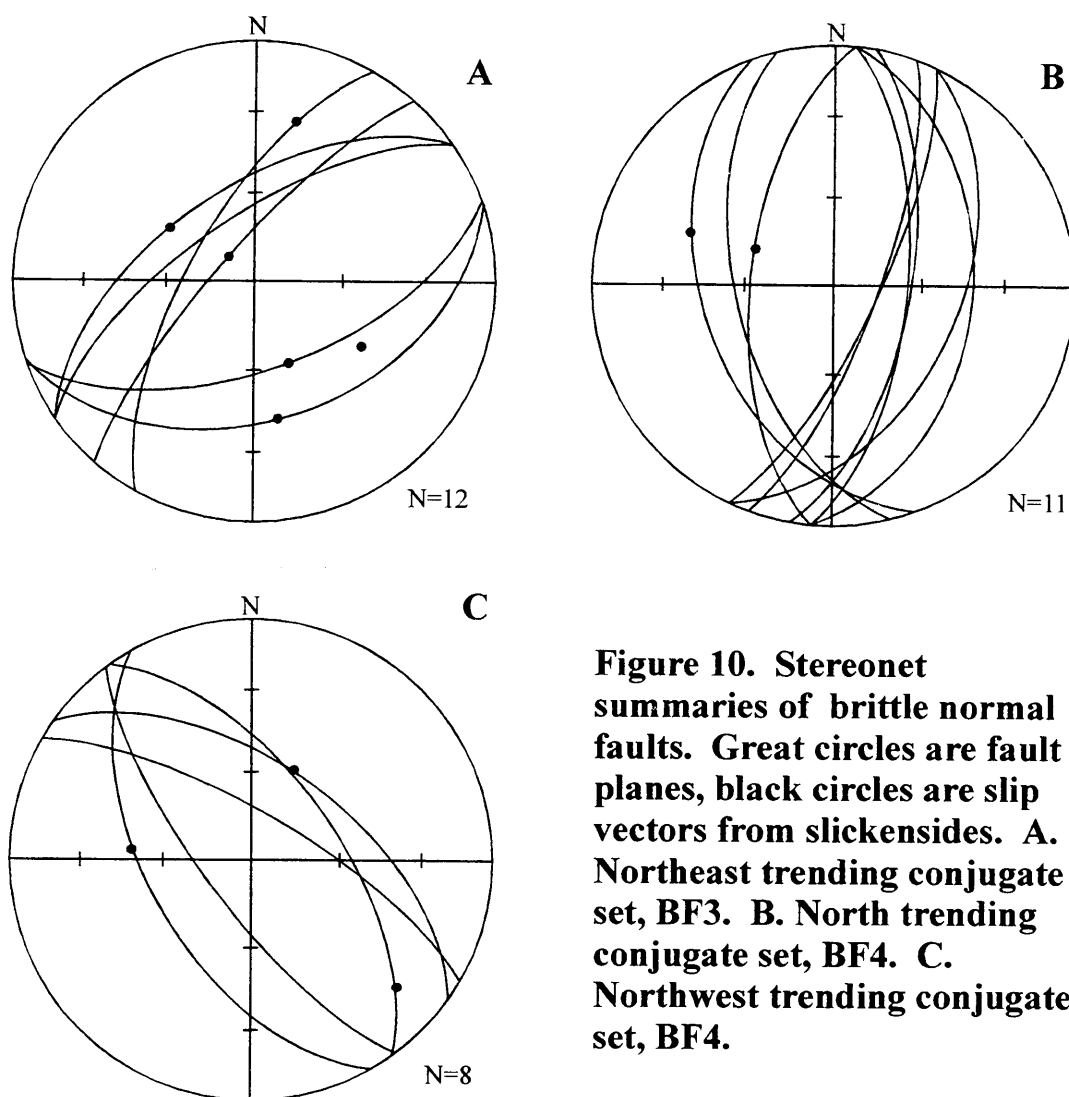 N
A
N=12
N
B
N=11
N
C
N=8
Figure 10. Stereonet
summaries of brittle normal
faults. Great circles are fault
planes, black circles are slip
vectors from slickensides. A.
Northeast trending conjugate
set, BF3. B. North trending
conjugate set, BF4. C.
Northwest trending conjugate
set, BF4.